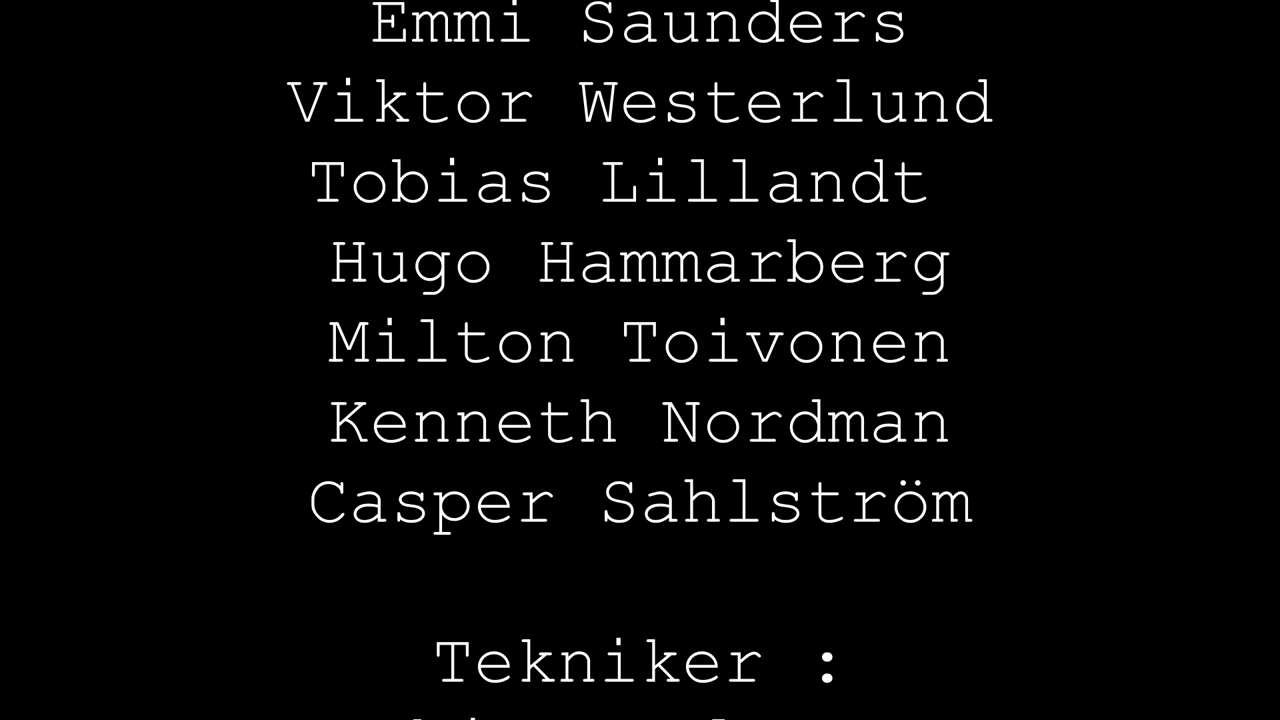 Emmi Saunders
Viktor Westerlund
Tobias Lillandt
Hugo Hammarberg
Milton Toivonen
Kenneth Nordman
Casper Sahlström
Tekniker :